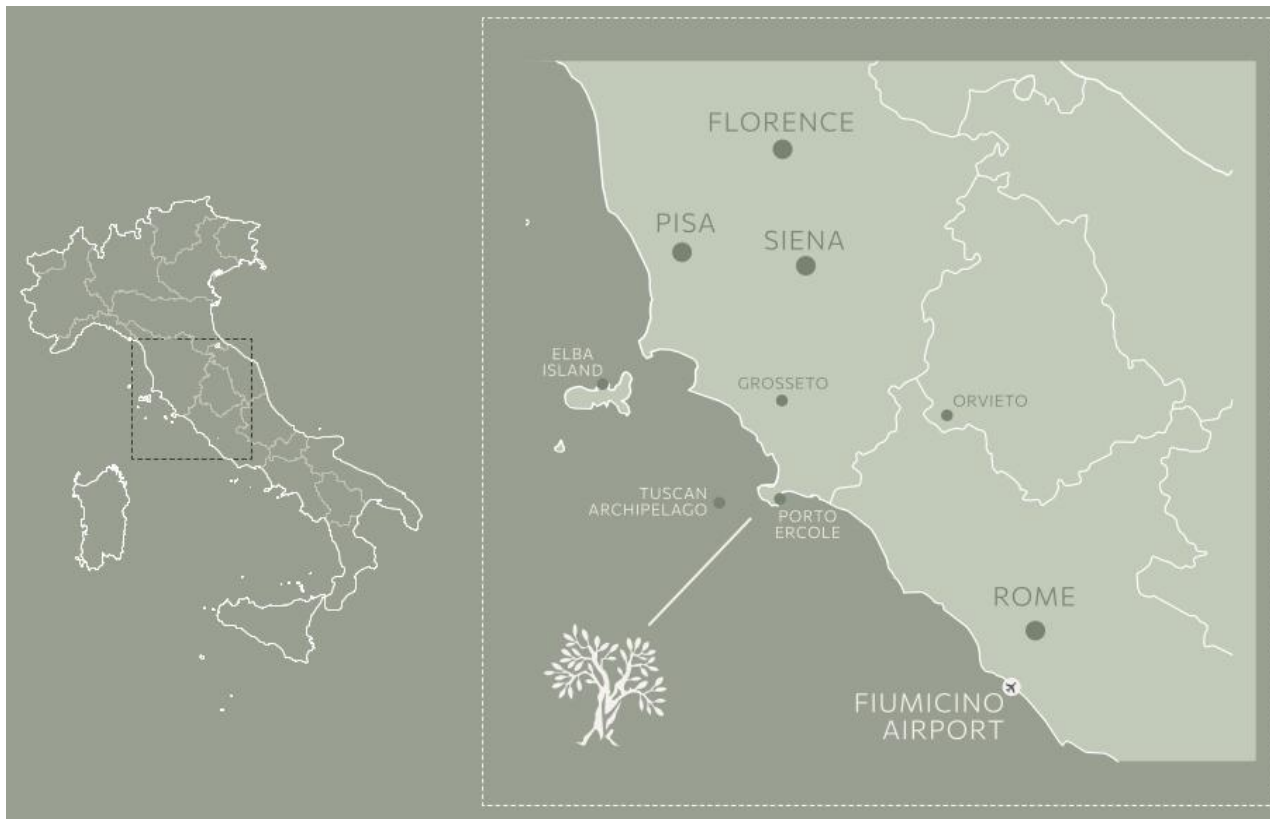 FLORENCE
PISA
SIENA
ELBA
ISLAND
GROSSETO
ORVIETO
TUSCAN
ARCHIPELAGO
PORTO
ERCOLE
ROME
FIUMICINO
AIRPORT